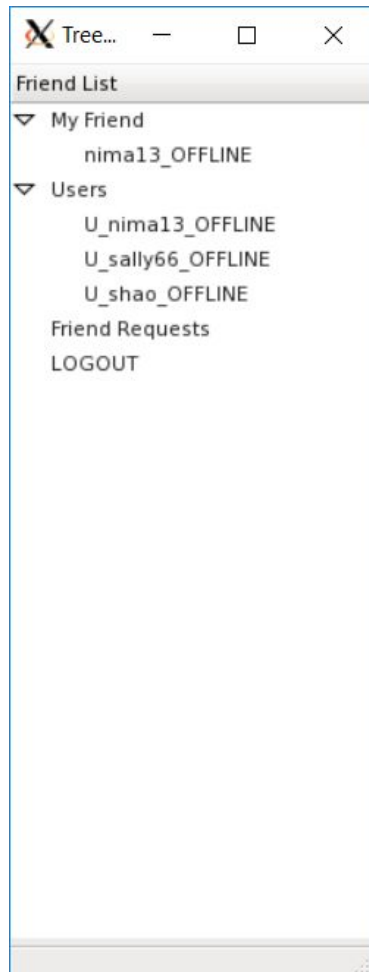 Tree...
Friend List
My Friend
nima13_OFFLINE
Users
U_nima13_OFFLINE
U_sally66_OFFLINE
U_shao_OFFLINE
Friend Requests
LOGOUT